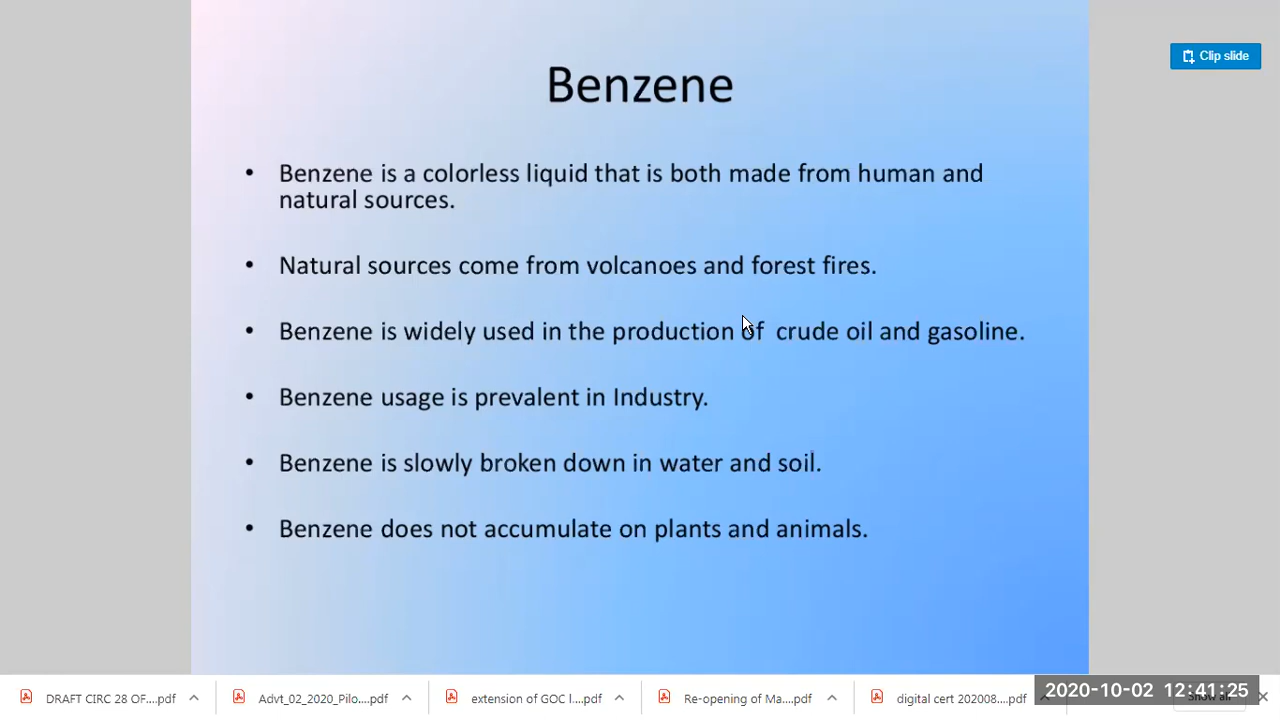 Clip slide
Benzene
• Benzene is a colorless liquid that is both made from human and
natural sources.
• Natural sources come from volcanoes and forest fires.
• Benzene is widely used in the production of crude oil and gasoline.
• Benzene usage is prevalent in Industry.
• Benzene is slowly broken down in water and soil.
• Benzene does not accumulate on plants and animals.
DRAFT CIRC 28 OF....pdf
Advt_02_2020_Pilo....pdf
extension of GOC l....pdf
Re-opening of Ma....pdf
digital cert 202008....pdf
Show all
2020-10-02 12:41:25